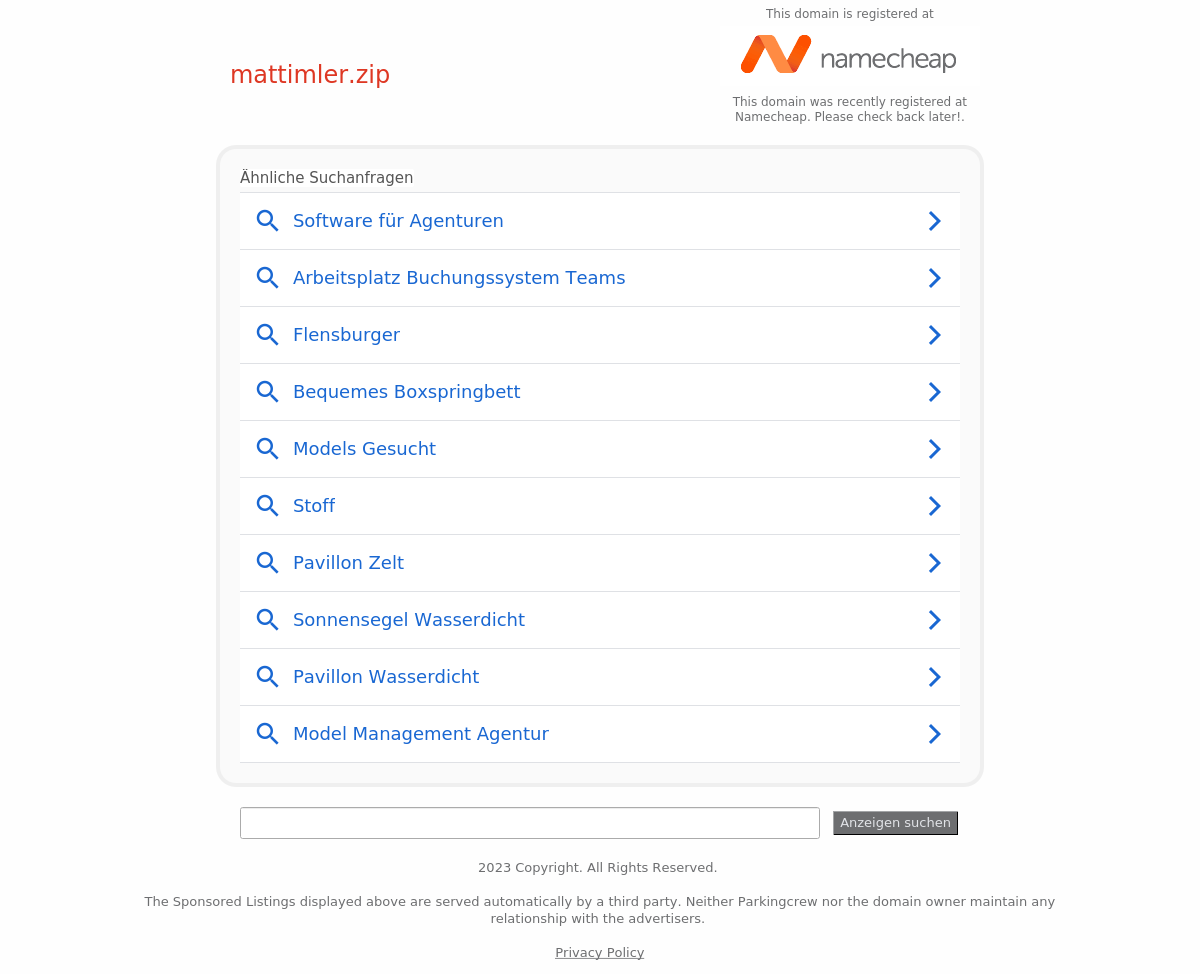 This domain is registered at
namecheap
mattimler.zip
This domain was recently registered at
Namecheap. Please check back later!.
Ähnliche Suchanfragen
Software für Agenturen
Arbeitsplatz Buchungssystem Teams
Flensburger
Bequemes Boxspringbett
Models Gesucht
Stoff
Pavillon Zelt
Sonnensegel Wasserdicht
Pavillon Wasserdicht
Model Management Agentur
Anzeigen suchen
2023 Copyright. All Rights Reserved.
The Sponsored Listings displayed above are served automatically by a third party. Neither Parkingcrew nor the domain owner maintain any
relationship with the advertisers.
Privacy Policy